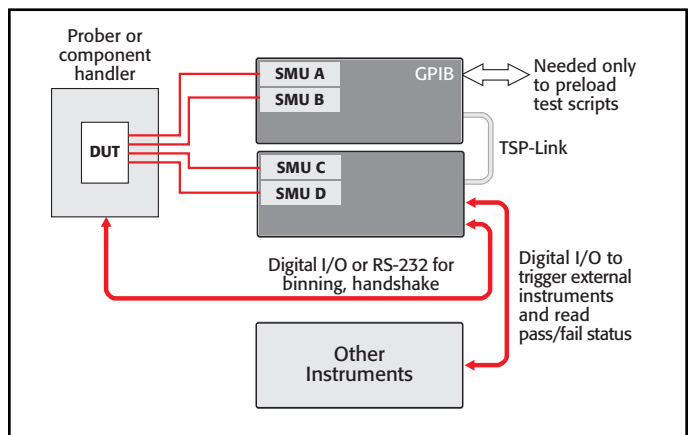 Prober or
component
handler
DUT
SMU A
SMU B
GPIB
Needed only
to preload
test scripts
TSP-Link
SMU C
SMU D
Digital I/O or RS-232 for
binning, handshake
Digital I/O to
trigger external
instruments
and read
pass/fail status
Other
Instruments